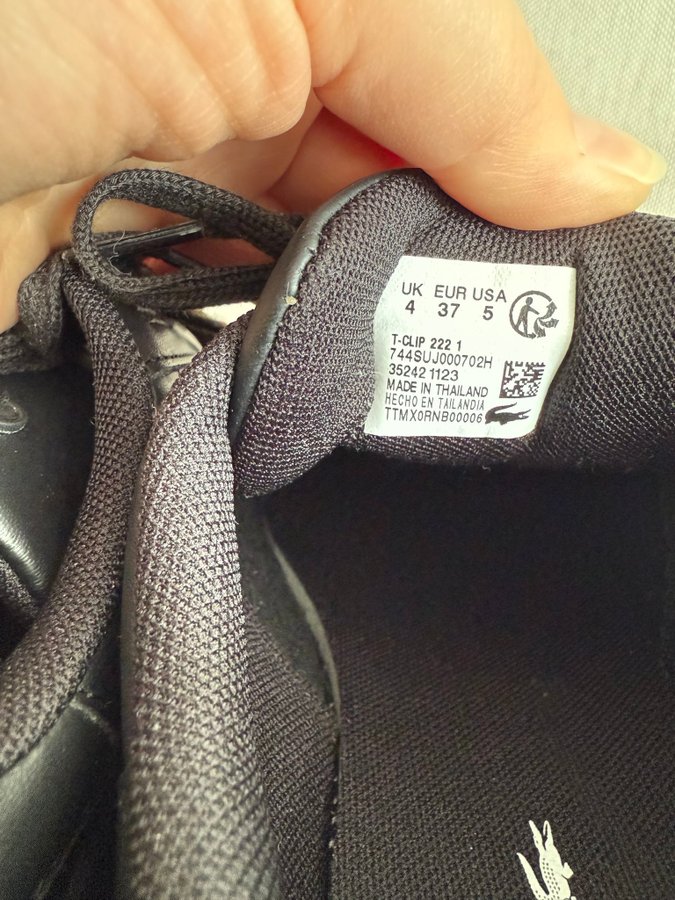 UK EUR USA
4 37 5
T-CLIP 222 1
744SUJ000702H
35242 1123
MADE IN THAILAND
HECHO EN TAILANDIA
TTMX0RNB00006